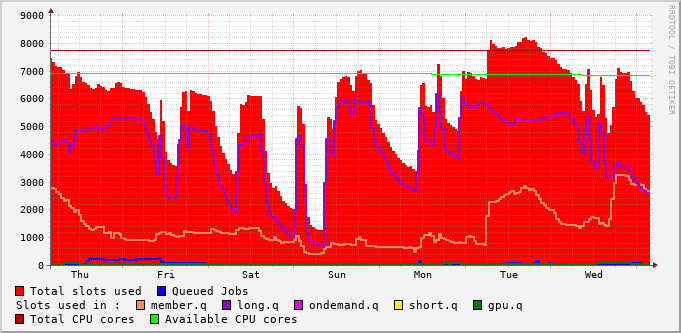 9000
8000
7000
6000
5000
4000
3000
2000
1000
0
Thu Fri Sat Sun Mon Tue Wed
RRDTOOL / TOBI OETIKER
Total slots used Queued Jobs
Slots used in : member.q long.q ondemand.q short.q gpu.q
Total CPU cores Available CPU cores